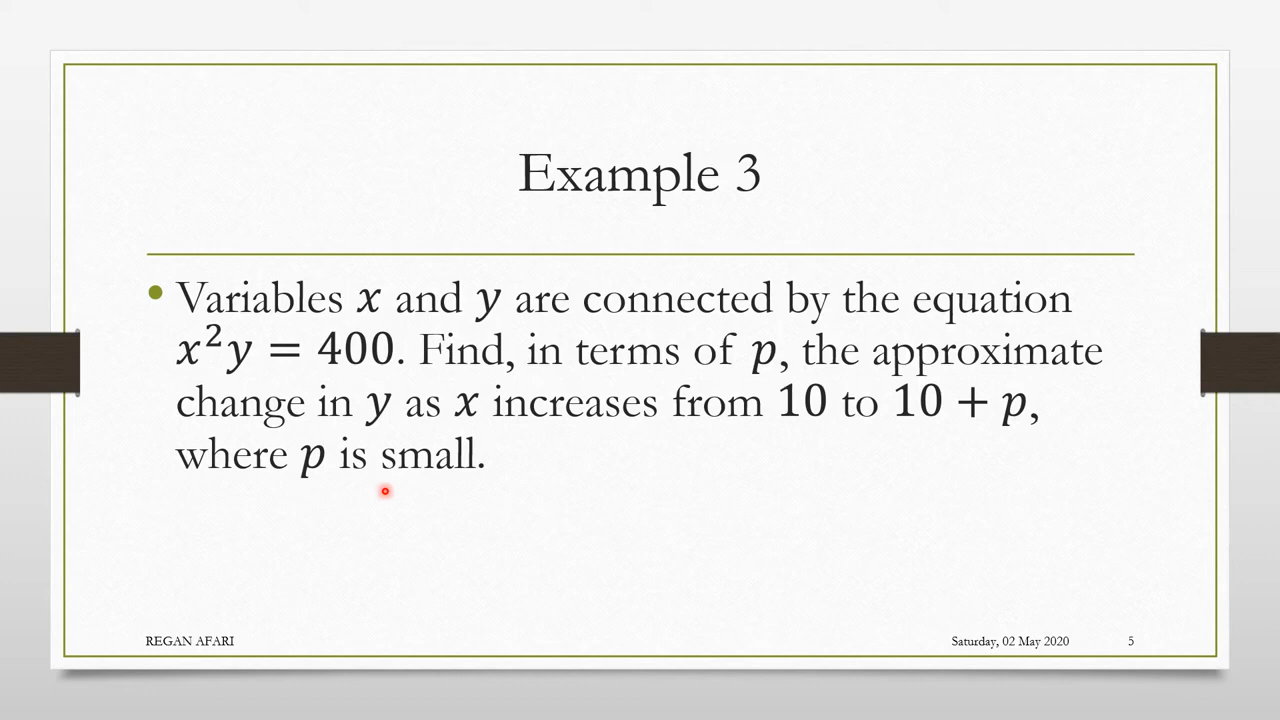 Example 3
• Variables 𝑥 and 𝑦 are connected by the equation
𝑥²𝑦 = 400. Find, in terms of 𝑝, the approximate
change in 𝑦 as 𝑥 increases from 10 to 10 + 𝑝,
where 𝑝 is small.
REGAN AFARI Saturday, 02 May 2020 5